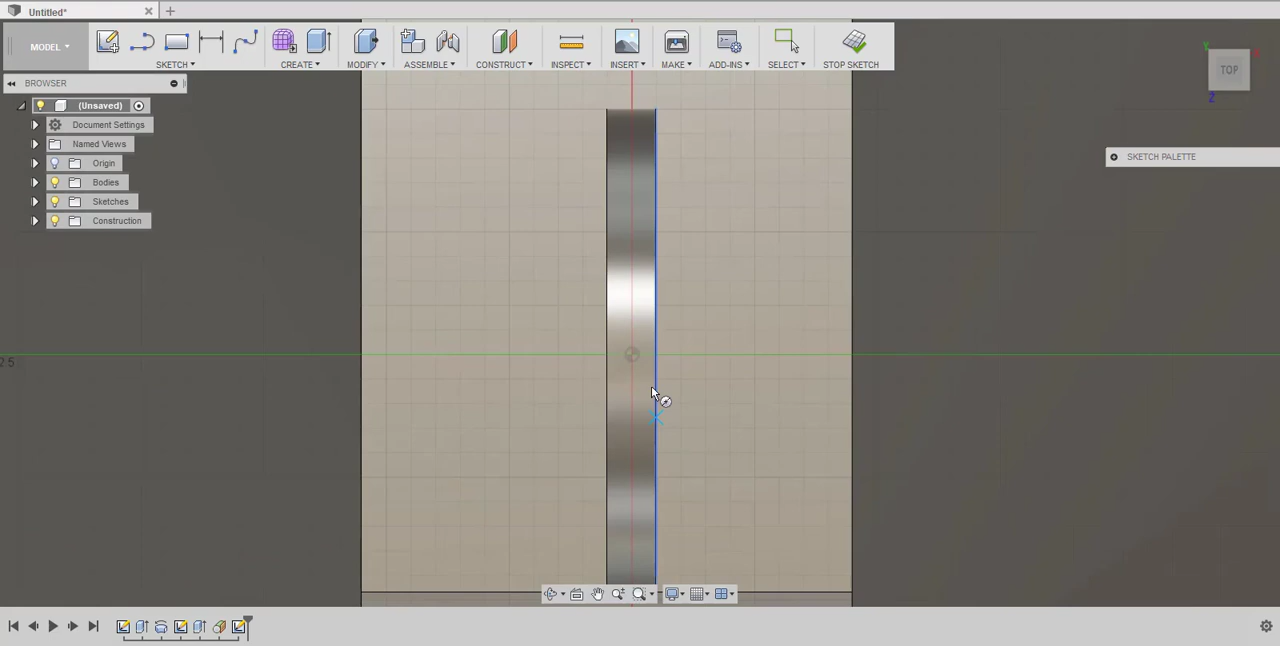 Untitled*
MODEL
SKETCH
CREATE
MODIFY
ASSEMBLE
CONSTRUCT
INSPECT
INSERT
MAKE
ADD-INS
SELECT
STOP SKETCH
BROWSER
(Unsaved)
Document Settings
Named Views
Origin
Bodies
Sketches
Construction
TOP
Y
Z
SKETCH PALETTE
25